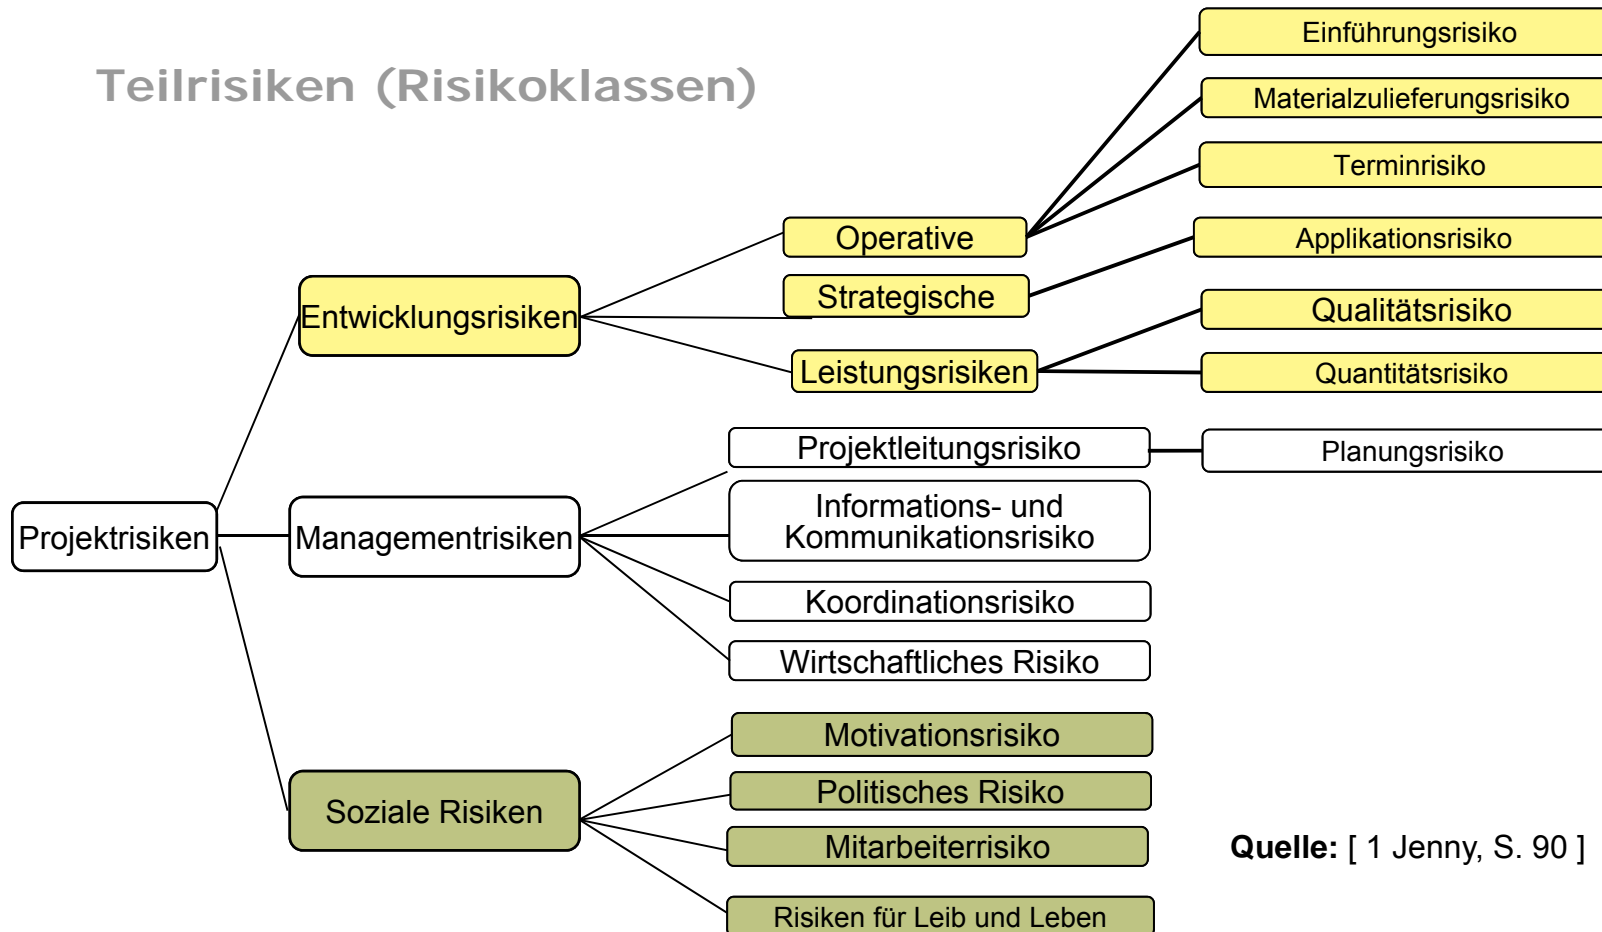 Teilrisiken (Risikoklassen)
Einführungsrisiko
Materialzulieferungsrisiko
Terminrisiko
Operative
Applikationsrisiko
Strategische
Entwicklungsrisiken
Qualitätsrisiko
Leistungsrisiken
Quantitätsrisiko
Projektleitungsrisiko
Planungsrisiko
Informations- und
Kommunikationsrisiko
Projektrisiken
Managementrisiken
Koordinationsrisiko
Wirtschaftliches Risiko
Motivationsrisiko
Politisches Risiko
Soziale Risiken
Mitarbeiterrisiko
Quelle: [ 1 Jenny, S. 90 ]
Risiken für Leib und Leben